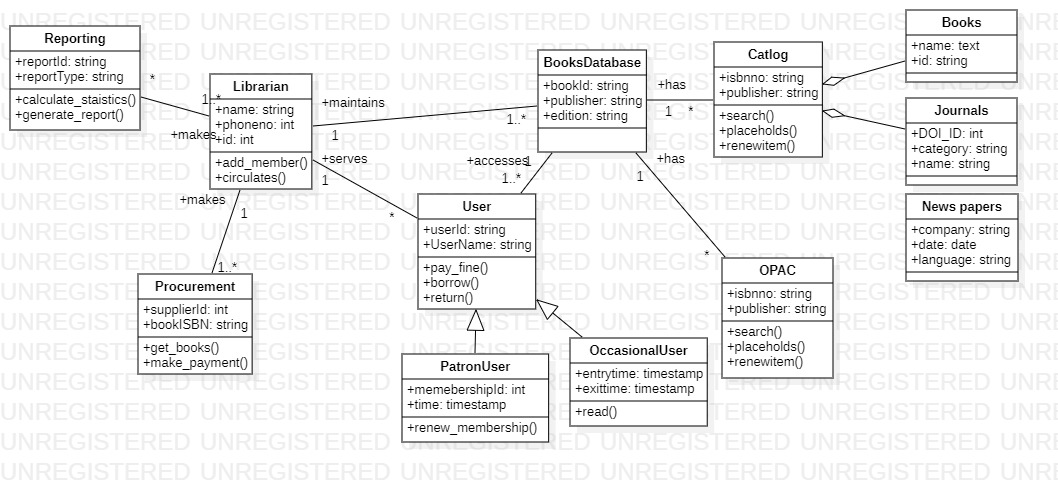 UNREGISTERED
Reporting
+reportId: string
+reportType: string
+calculate_staistics()
+generate_report()
*
1..*
+makes
Librarian
+name: string
+phoneno: int
+id: int
+add_member()
+circulates()
+maintains
1
1..*
+serves
1
*
+makes
1
1..*
Procurement
+supplierId: int
+bookISBN: string
+get_books()
+make_payment()
BooksDatabase
+bookId: string
+publisher: string
+edition: string
+accesses
1
1..*
User
+userId: string
+UserName: string
+pay_fine()
+borrow()
+return()
PatronUser
+memebershipId: int
+time: timestamp
+renew_membership()
OccasionalUser
+entrytime: timestamp
+exittime: timestamp
+read()
+has
1
*
Catlog
+isbnno: string
+publisher: string
+search()
+placeholds()
+renewitem()
+has
1
*
OPAC
+isbnno: string
+publisher: string
+search()
+placeholds()
+renewitem()
Books
+name: text
+id: string
Journals
+DOI_ID: int
+category: string
+name: string
News papers
+company: string
+date: date
+language: string